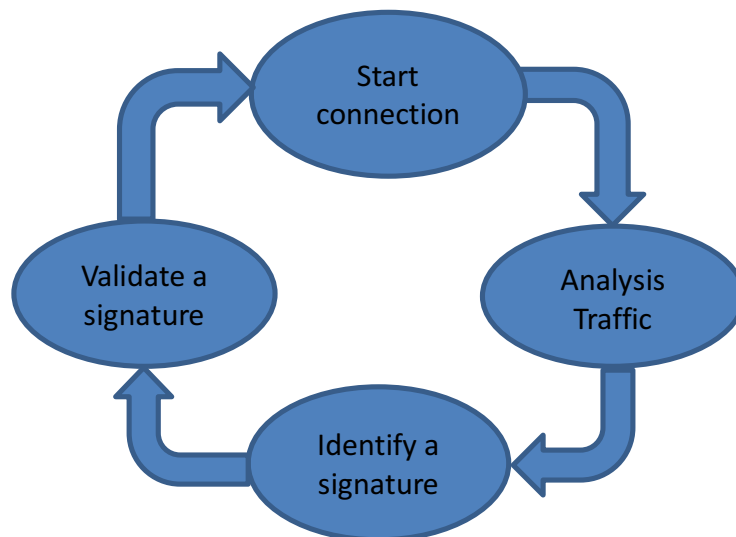 Start
connection
Analysis
Traffic
Identify a
signature
Validate a
signature